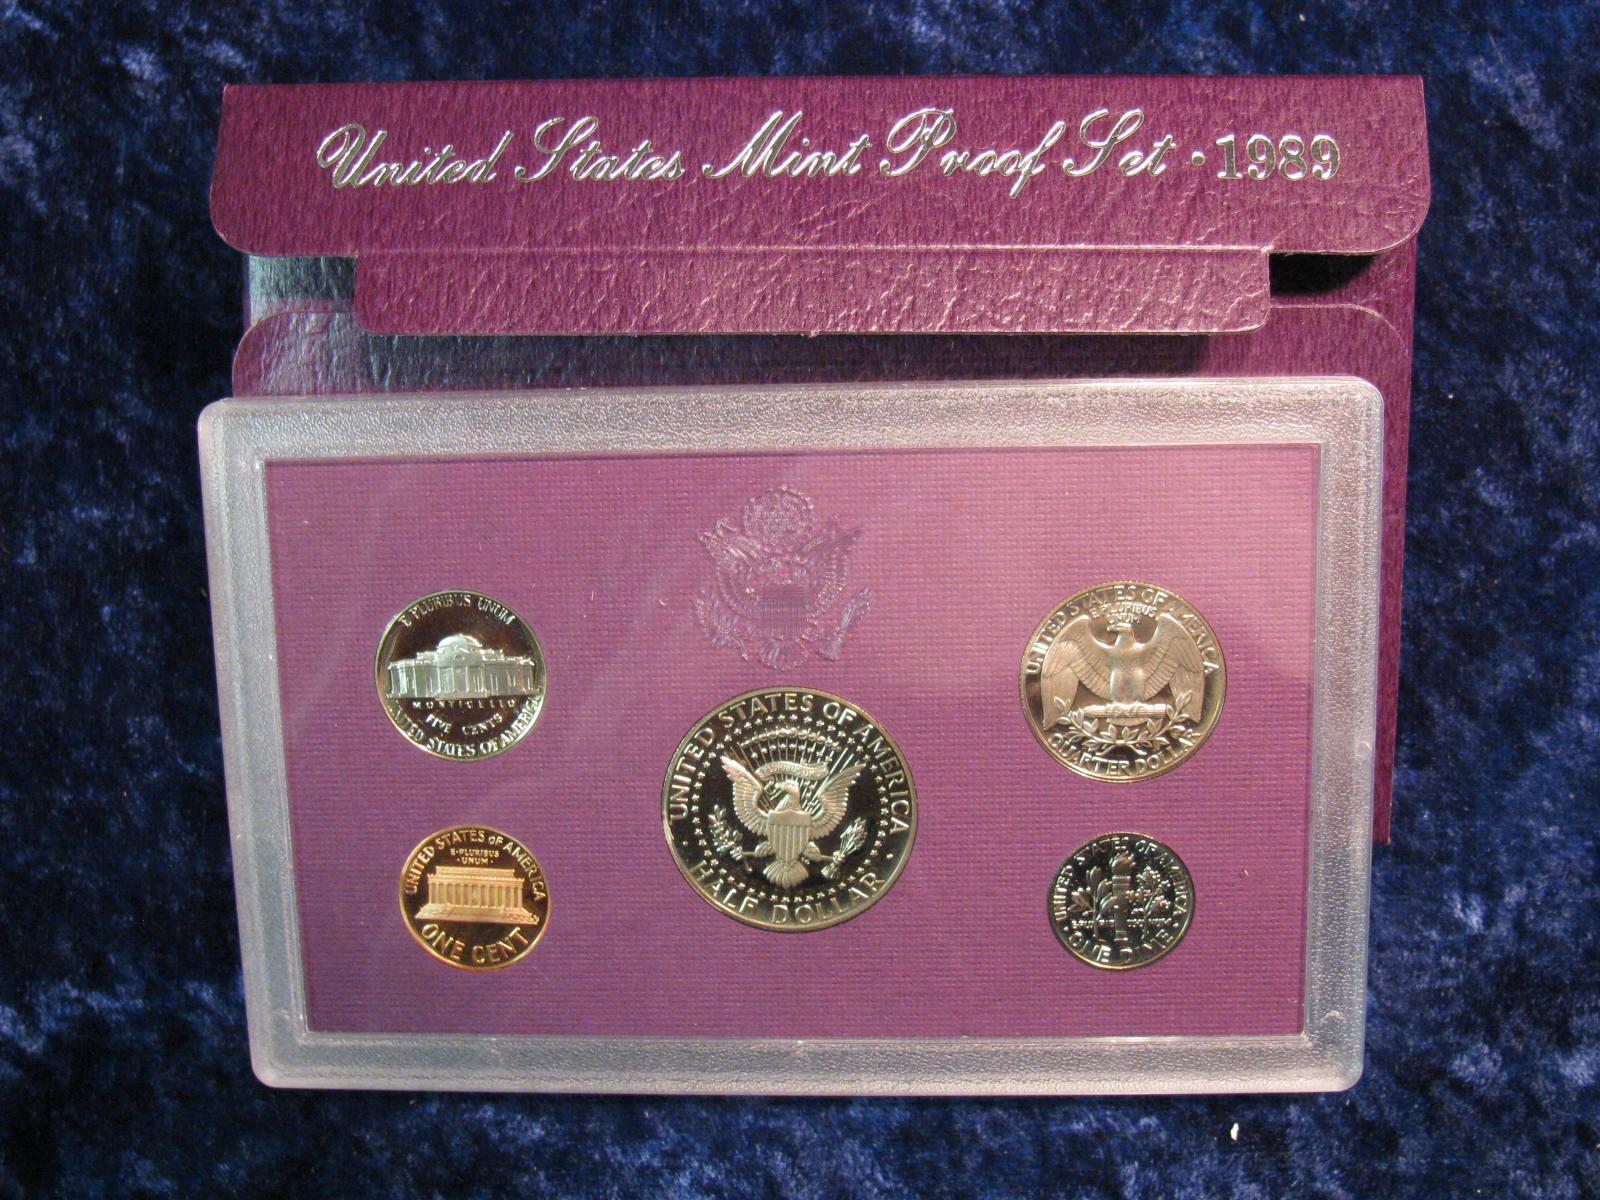 United States Mint Proof Set · 1989
E PLURIBUS UNUM
MONTICELLO
FIVE CENTS
UNITED STATES OF AMERICA
UNITED STATES OF AMERICA
E·PLURIBUS
·UNUM·
ONE CENT
UNITED STATES OF AMERICA
HALF DOLLAR
UNITED STATES OF AMERICA
E PLURIBUS
UNUM
QUARTER DOLLAR
UNITED STATES OF AMERICA
· ONE DIME ·